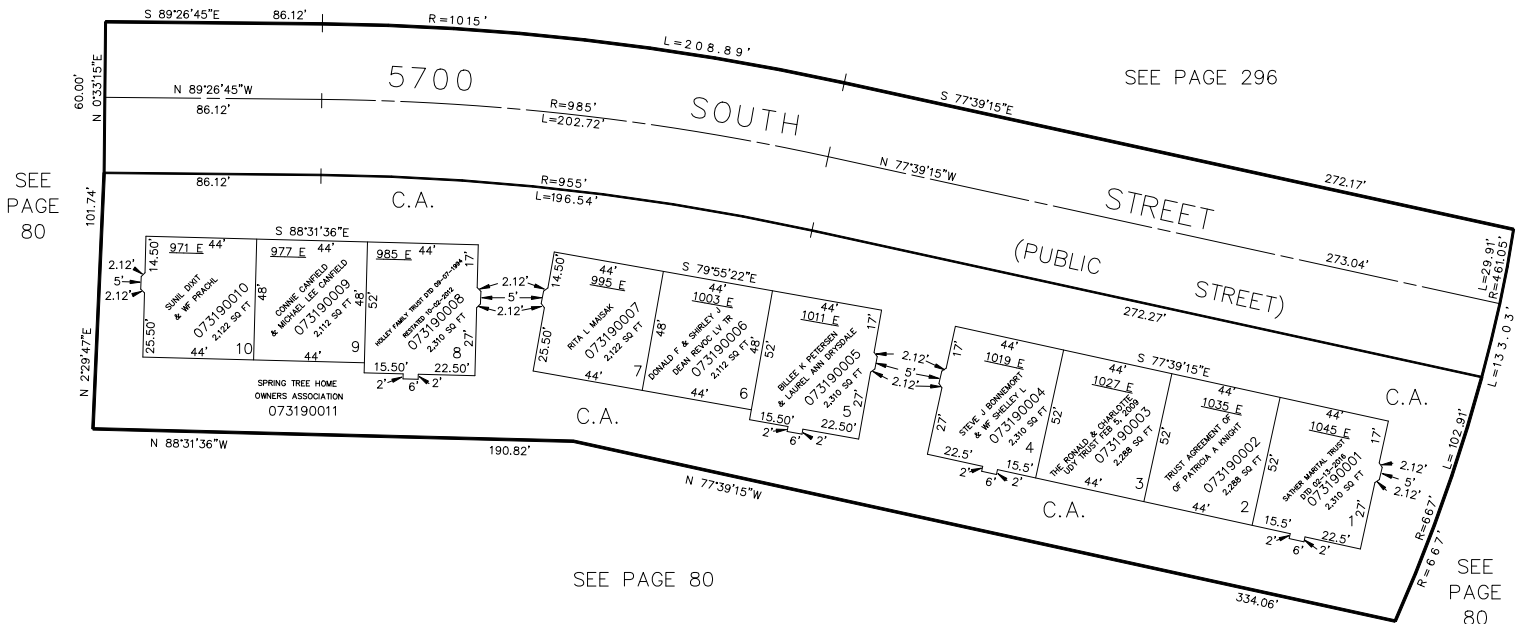 S 89°26'45"E 86.12' R=1015'
L=208.89'
SEE PAGE 296
S 77°39'15"E
272.17'
60.00'
N 0°33'15"E
N 89°26'45"W
86.12'
5700
SOUTH
STREET
R=985'
L=202.72'
N 77°39'15"W
273.04'
L=29.91'
R=461.05'
(PUBLIC
STREET)
SEE
PAGE
80
101.74'
N 2°29'47"E
86.12'
R=955'
L=196.54'
C.A.
272.27'
L=133.03'
S 88°31'36"E
971 E 44'
14.50'
2.12'
5'
2.12'
25.50'
SUNIL DIXIT
& WF PRACHI
073190010
2,122 SQ FT
44'
10
48'
977 E
44'
CONNIE CANFIELD
& MICHAEL LEE CANFIELD
073190009
2,112 SQ FT
44'
9
48'
52'
985 E 44'
17'
HOLLEY FAMILY TRUST DTD 09-07-1994
RESTATED 10-02-2012
073190008
2,310 SQ FT
8
27'
15.50'
22.50'
2'
6'
2'
2.12'
5'
2.12'
SPRING TREE HOME
OWNERS ASSOCIATION
073190011
S 79°55'22"E
14.50'
44'
995 E
25.50'
RITA L MAISAK
073190007
2,122 SQ FT
44'
7
48'
44'
1003 E
DONALD F & SHIRLEY J
DEAN REVOC LV TR
073190006
2,112 SQ FT
44'
6
48'
52'
44'
1011 E
17'
BILLEE K PETERSEN
& LAUREL ANN DRYSDALE
073190005
2,310 SQ FT
5
27'
15.50'
22.50'
2'
6'
2'
2.12'
5'
2.12'
C.A.
S 77°39'15"E
17'
44'
1019 E
STEVE J BONNEMORT
& WF SHELLEY L
073190004
2,310 SQ FT
4
27'
52'
22.5'
15.5'
2'
6'
2'
44'
1027 E
THE RONALD & CHARLOTTE
UDY TRUST FEB 5, 2009
073190003
2,288 SQ FT
44'
3
52'
44'
1035 E
TRUST AGREEMENT OF
OF PATRICIA A KNIGHT
073190002
2,288 SQ FT
44'
2
52'
44'
1045 E
17'
SATHER MARITAL TRUST
DTD 02-13-2016
073190001
2,310 SQ FT
1
27'
15.5'
22.5'
2'
6'
2'
2.12'
5'
2.12'
C.A.
C.A.
L=102.91'
R=667'
R=667'
N 88°31'36"W
190.82'
N 77°39'15"W
334.06'
SEE PAGE 80
SEE
PAGE
80